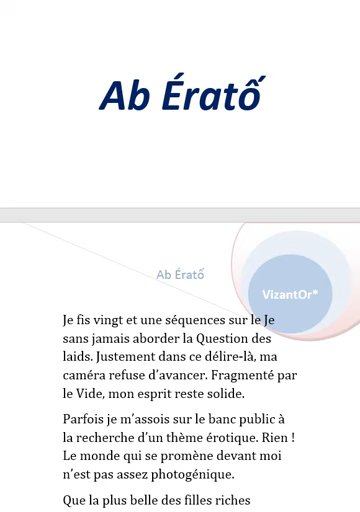 AbÉratố
Ab Ératố
VizantOr*
Je fis vingt et une séquences sur le Je
sans jamais aborder la Question des
laids. Justement dans ce délire-là, ma
caméra refuse d’avancer. Fragmenté par
le Vide, mon esprit reste solide.
Parfois je m’assois sur le banc public à
la recherche d’un thème érotique. Rien !
Le monde qui se promène devant moi
n’est pas assez photogénique.
Que la plus belle des filles riches